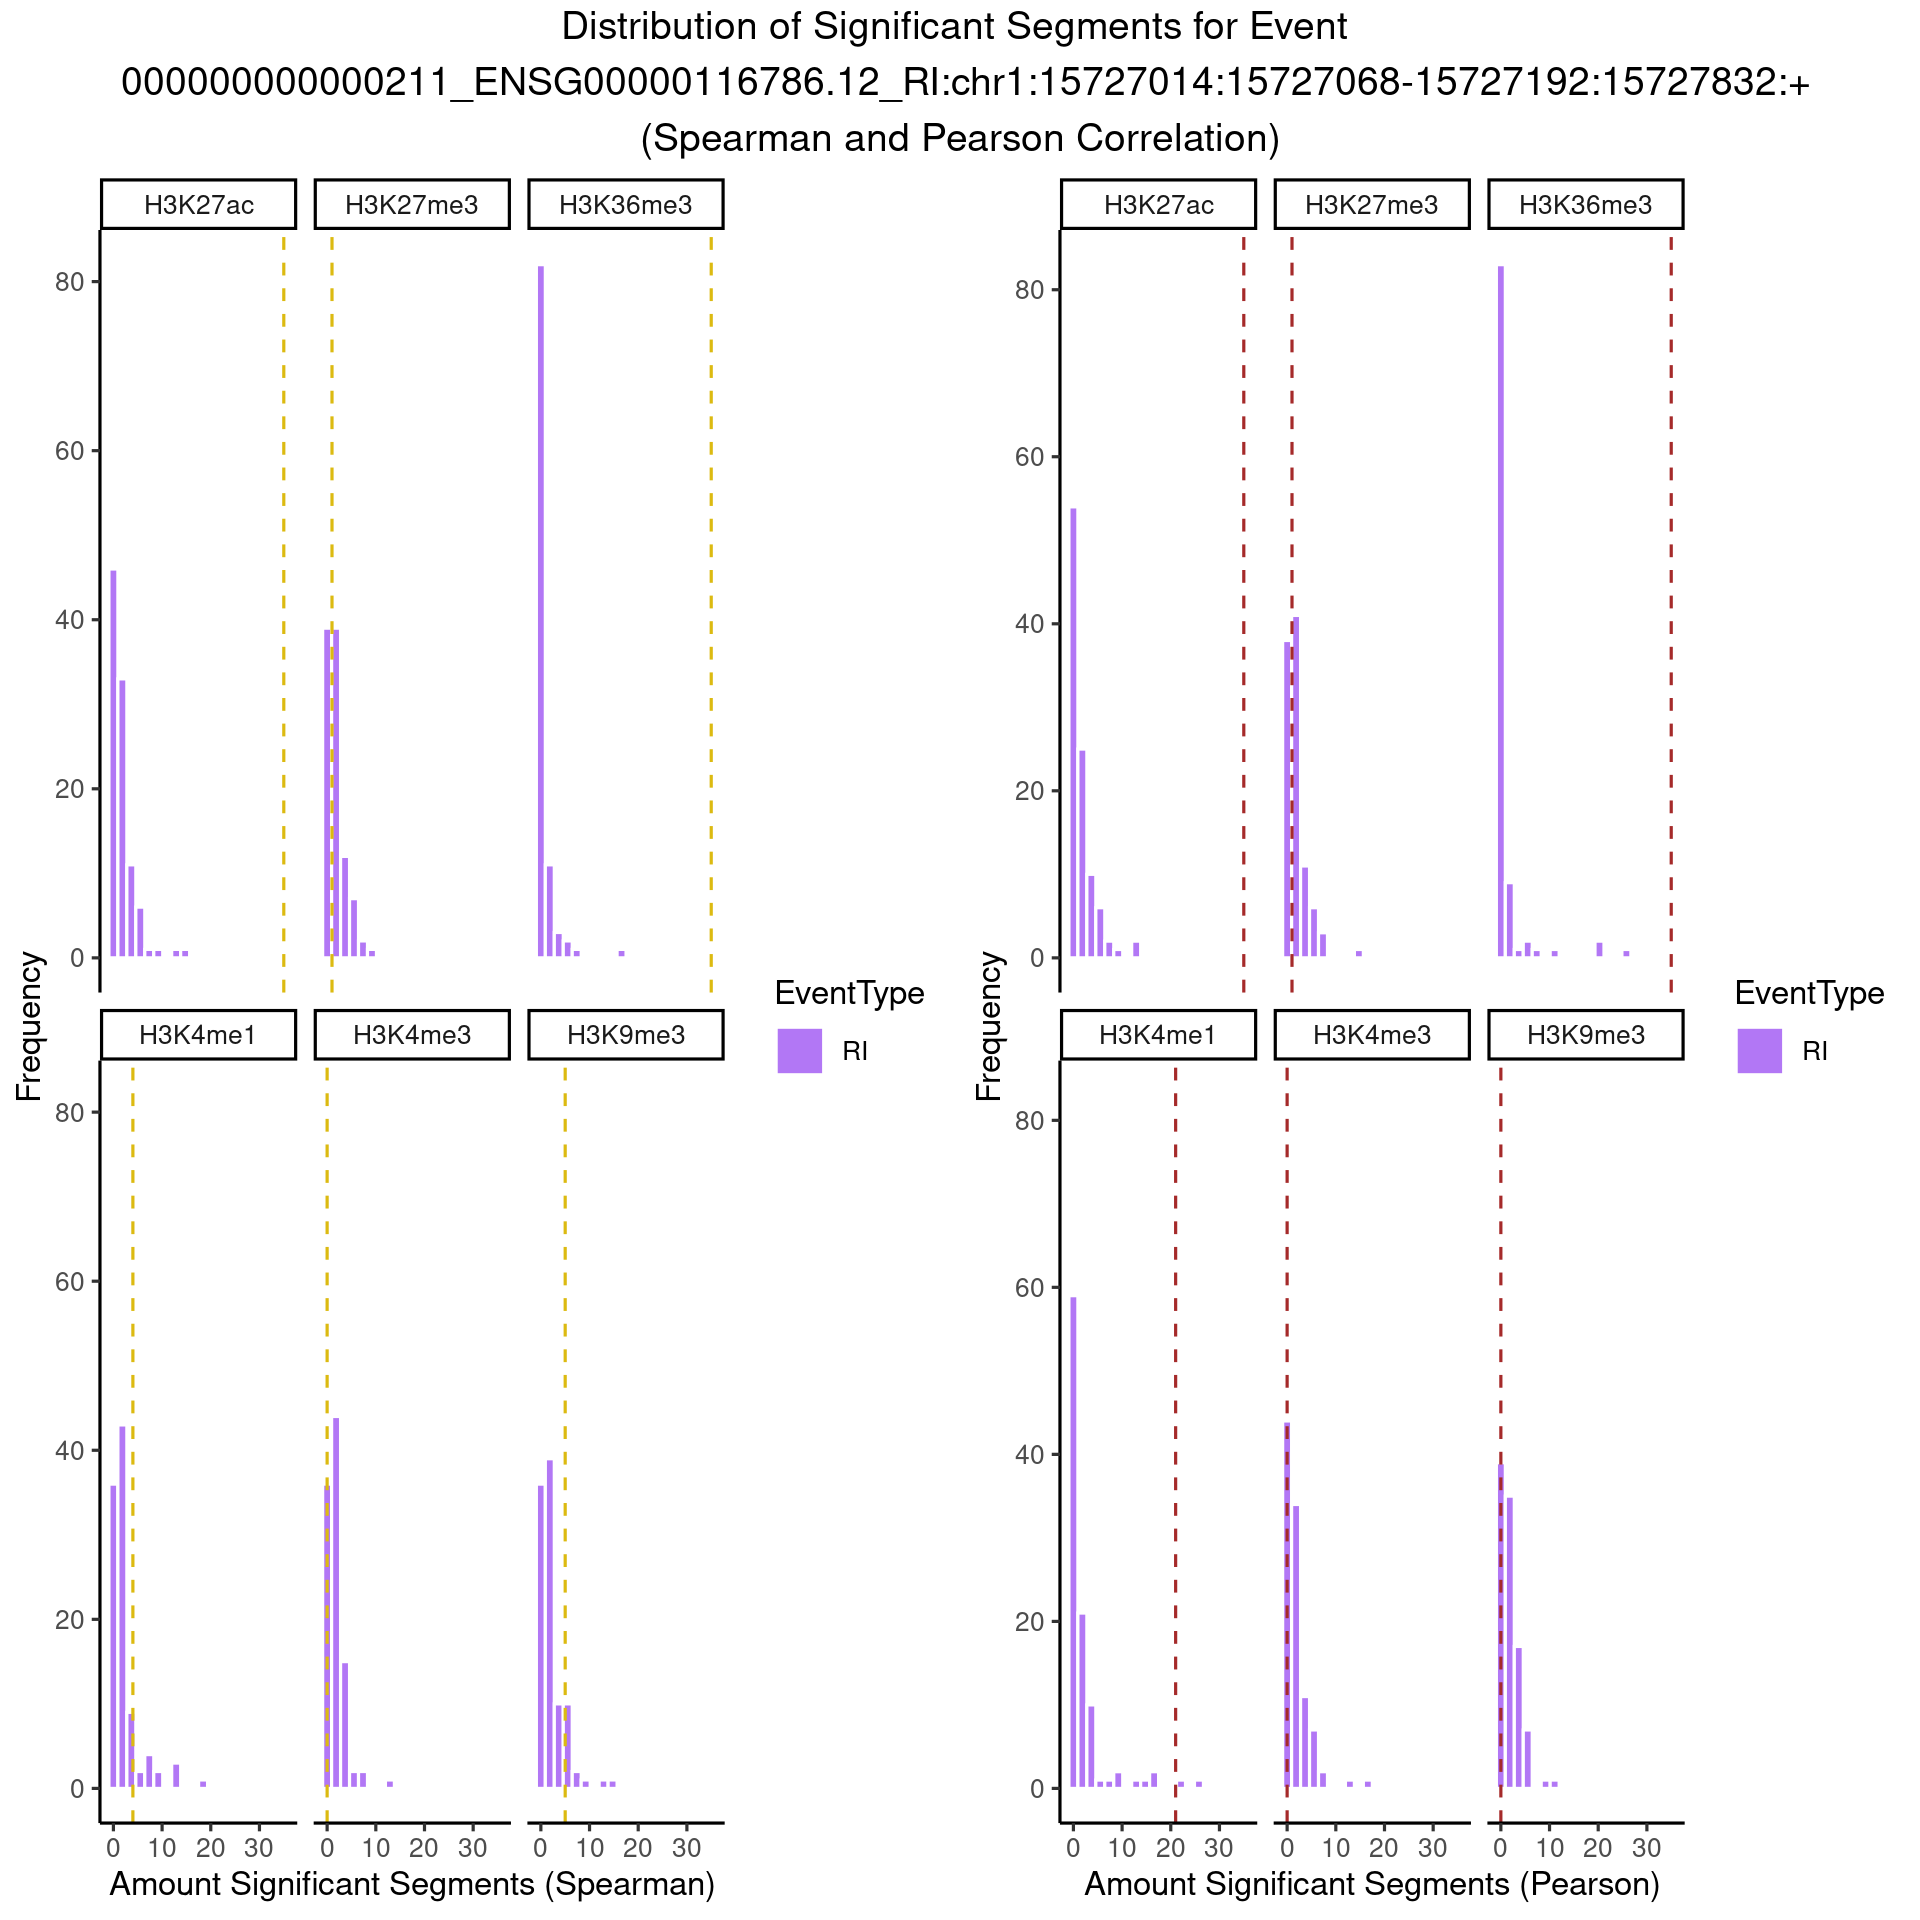 Distribution of Significant Segments for Event
000000000000211_ENSG00000116786.12_RI:chr1:15727014:15727068-15727192:15727832:+
(Spearman and Pearson Correlation)
H3K27ac H3K27me3 H3K36me3
80
60
40
20
0
H3K4me1 H3K4me3 H3K9me3
80
60
40
20
0
0 10 20 30 0 10 20 30 0 10 20 30
Frequency
Amount Significant Segments (Spearman)
EventType
RI
H3K27ac H3K27me3 H3K36me3
80
60
40
20
0
H3K4me1 H3K4me3 H3K9me3
80
60
40
20
0
0 10 20 30 0 10 20 30 0 10 20 30
Frequency
Amount Significant Segments (Pearson)
EventType
RI